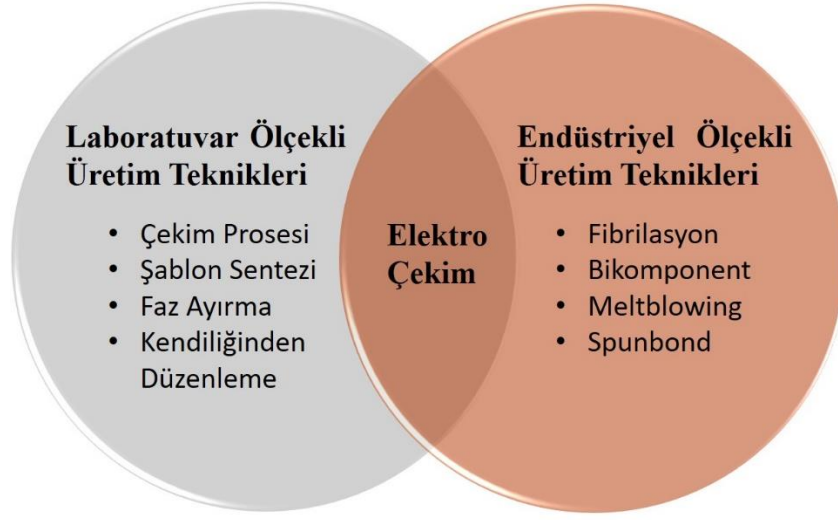 Laboratuvar Ölçekli
Üretim Teknikleri
• Çekim Prosesi
• Şablon Sentezi
• Faz Ayırma
• Kendiliğinden
Düzenleme
Elektro
Çekim
Endüstriyel Ölçekli
Üretim Teknikleri
• Fibrilasyon
• Bikomponent
• Meltblowing
• Spunbond